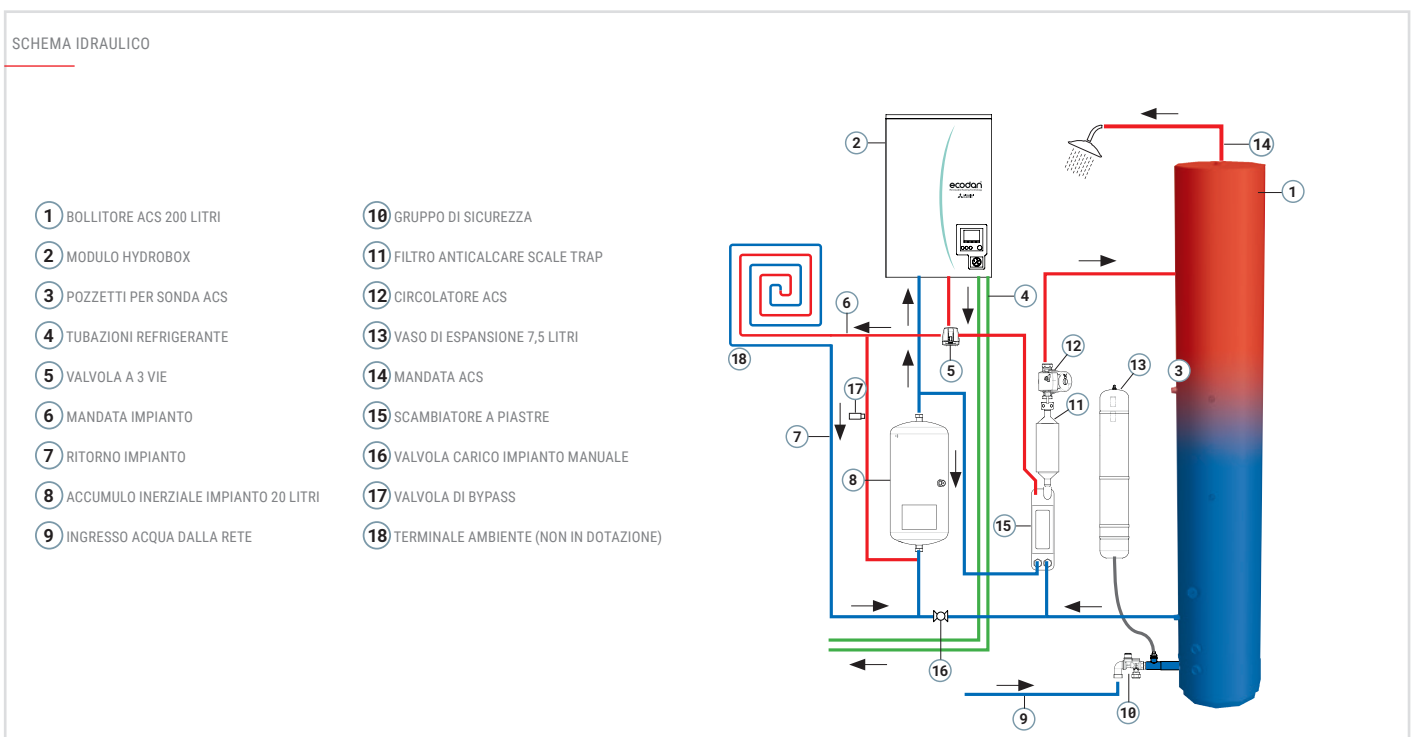 SCHEMA IDRAULICO
1 BOLLITORE ACS 200 LITRI
2 MODULO HYDROBOX
3 POZZETTI PER SONDA ACS
4 TUBAZIONI REFRIGERANTE
5 VALVOLA A 3 VIE
6 MANDATA IMPIANTO
7 RITORNO IMPIANTO
8 ACCUMULO INERZIALE IMPIANTO 20 LITRI
9 INGRESSO ACQUA DALLA RETE
10 GRUPPO DI SICUREZZA
11 FILTRO ANTICALCARE SCALE TRAP
12 CIRCOLATORE ACS
13 VASO DI ESPANSIONE 7,5 LITRI
14 MANDATA ACS
15 SCAMBIATORE A PIASTRE
16 VALVOLA CARICO IMPIANTO MANUALE
17 VALVOLA DI BYPASS
18 TERMINALE AMBIENTE (NON IN DOTAZIONE)
2
14
1
ecodan
4
6
18
5
12
3
13
17
11
7
8
15
16
9
10